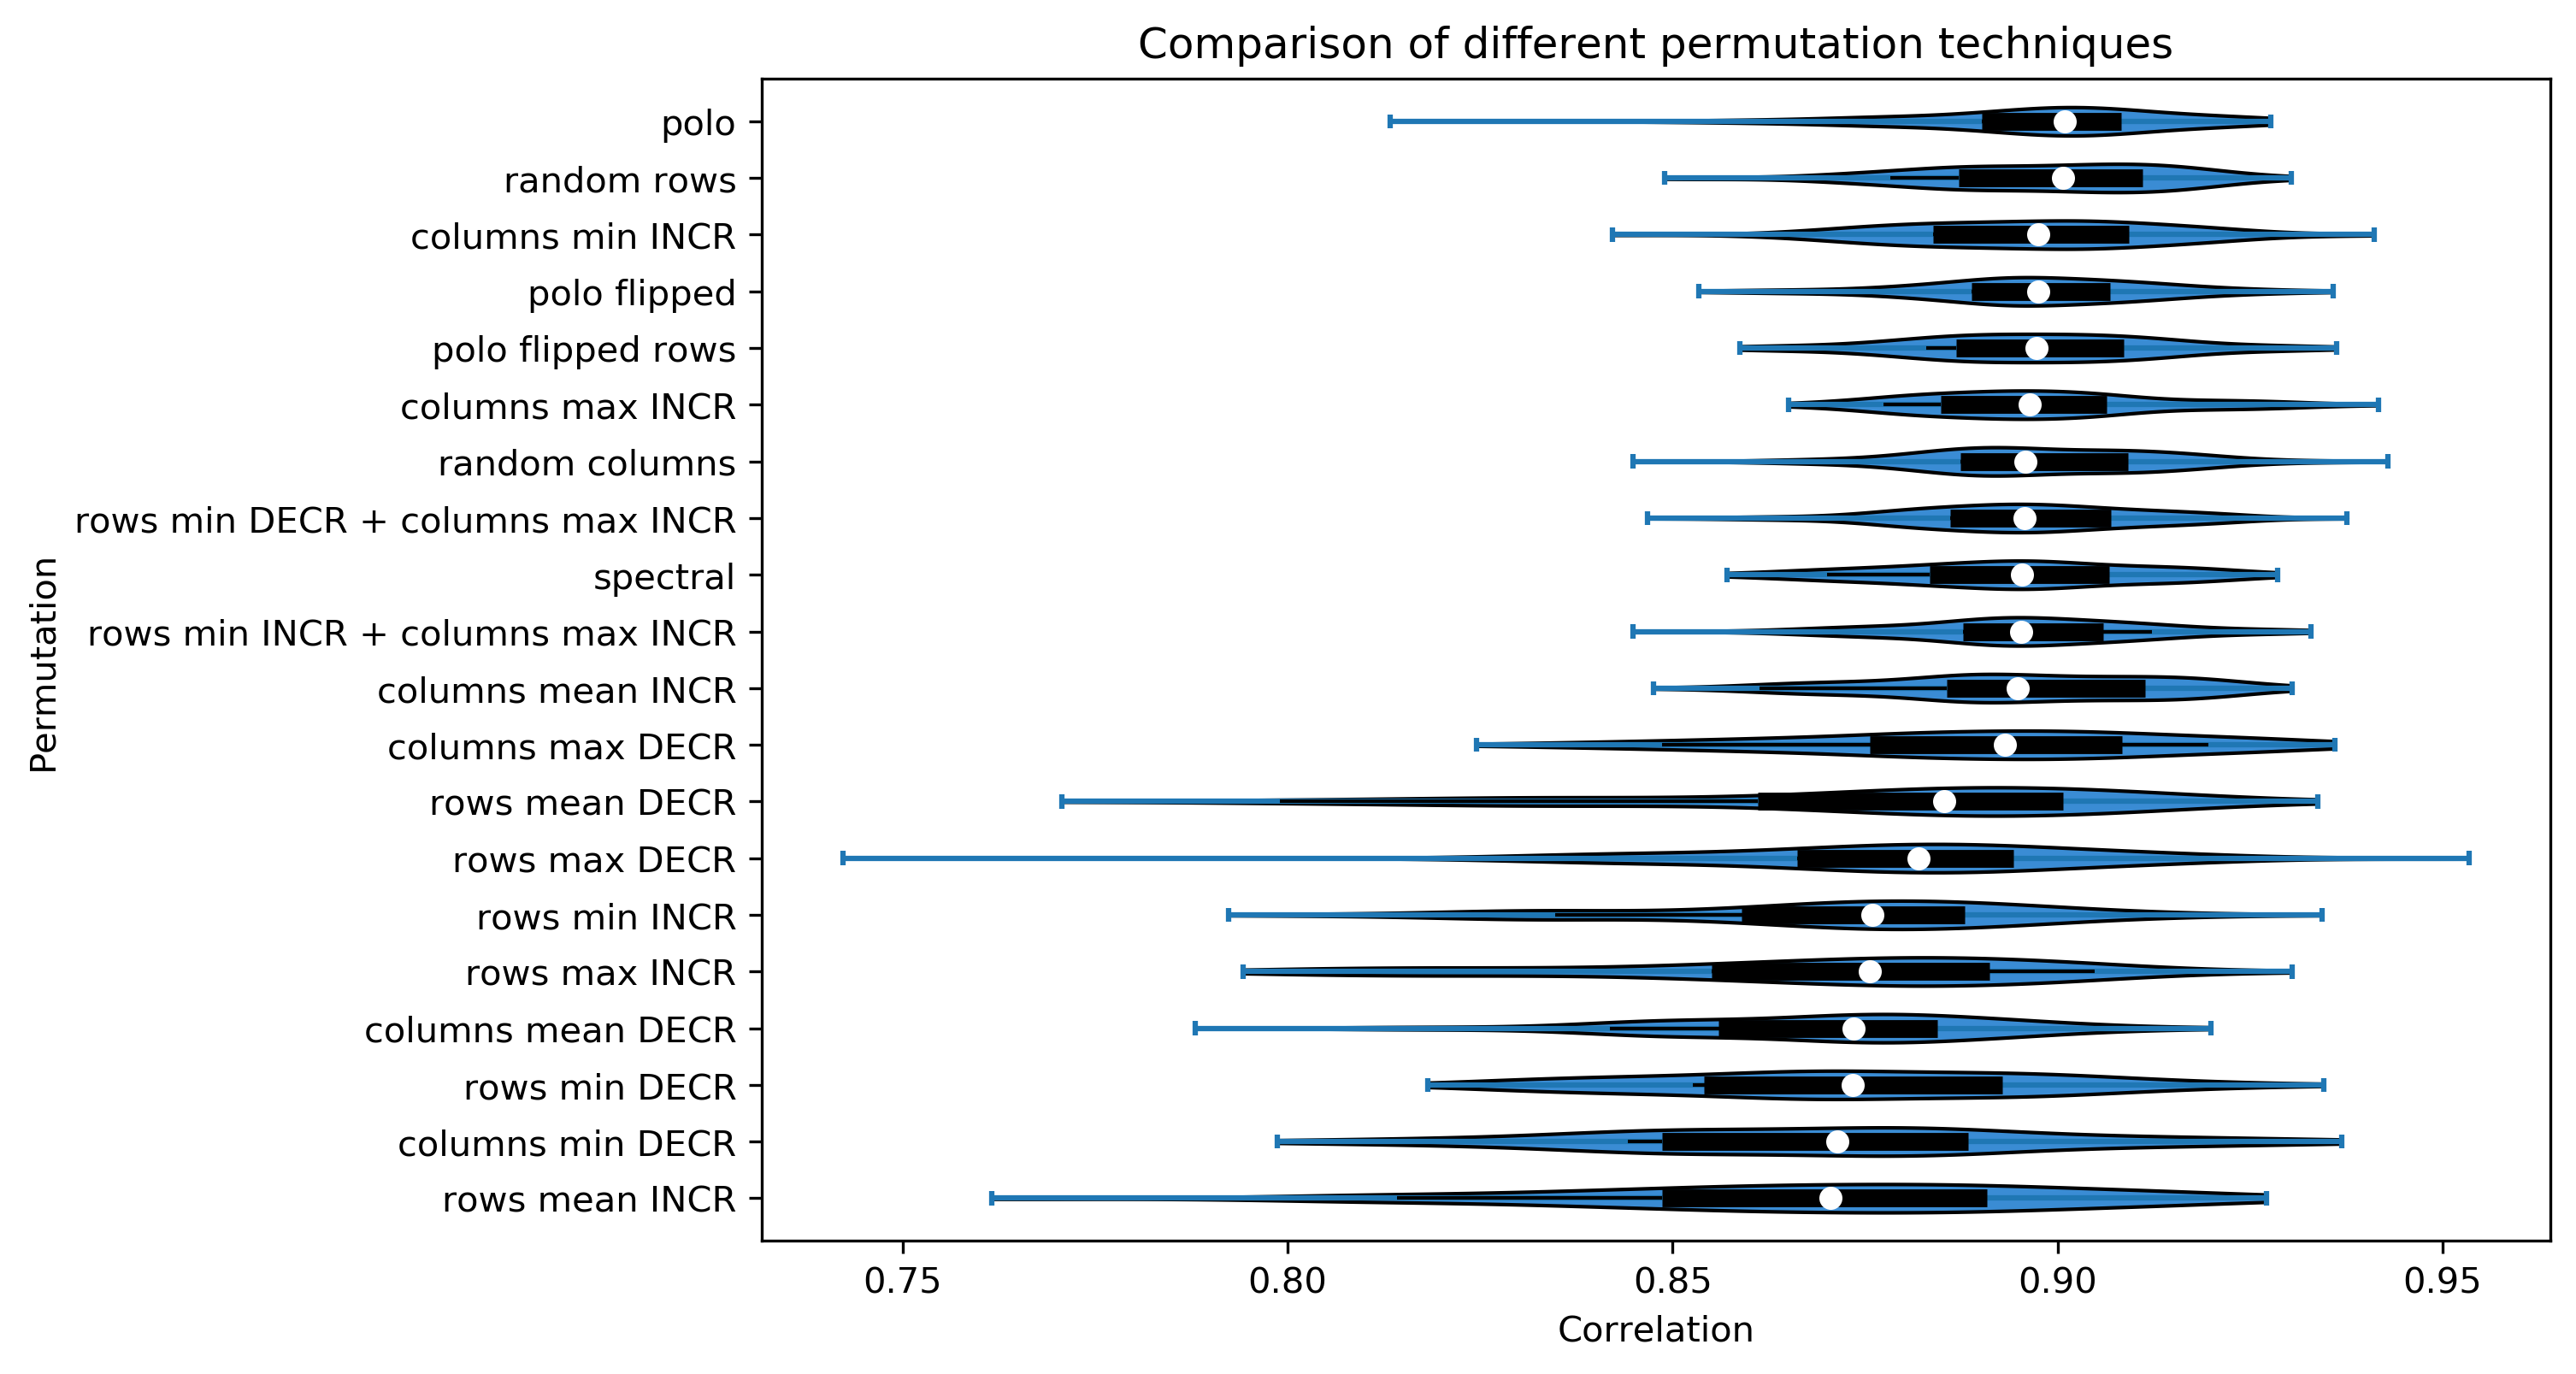 Comparison of different permutation techniques
Permutation
polo
random rows
columns min INCR
polo flipped
polo flipped rows
columns max INCR
random columns
rows min DECR + columns max INCR
spectral
rows min INCR + columns max INCR
columns mean INCR
columns max DECR
rows mean DECR
rows max DECR
rows min INCR
rows max INCR
columns mean DECR
rows min DECR
columns min DECR
rows mean INCR
0.75 0.80 0.85 0.90 0.95
Correlation